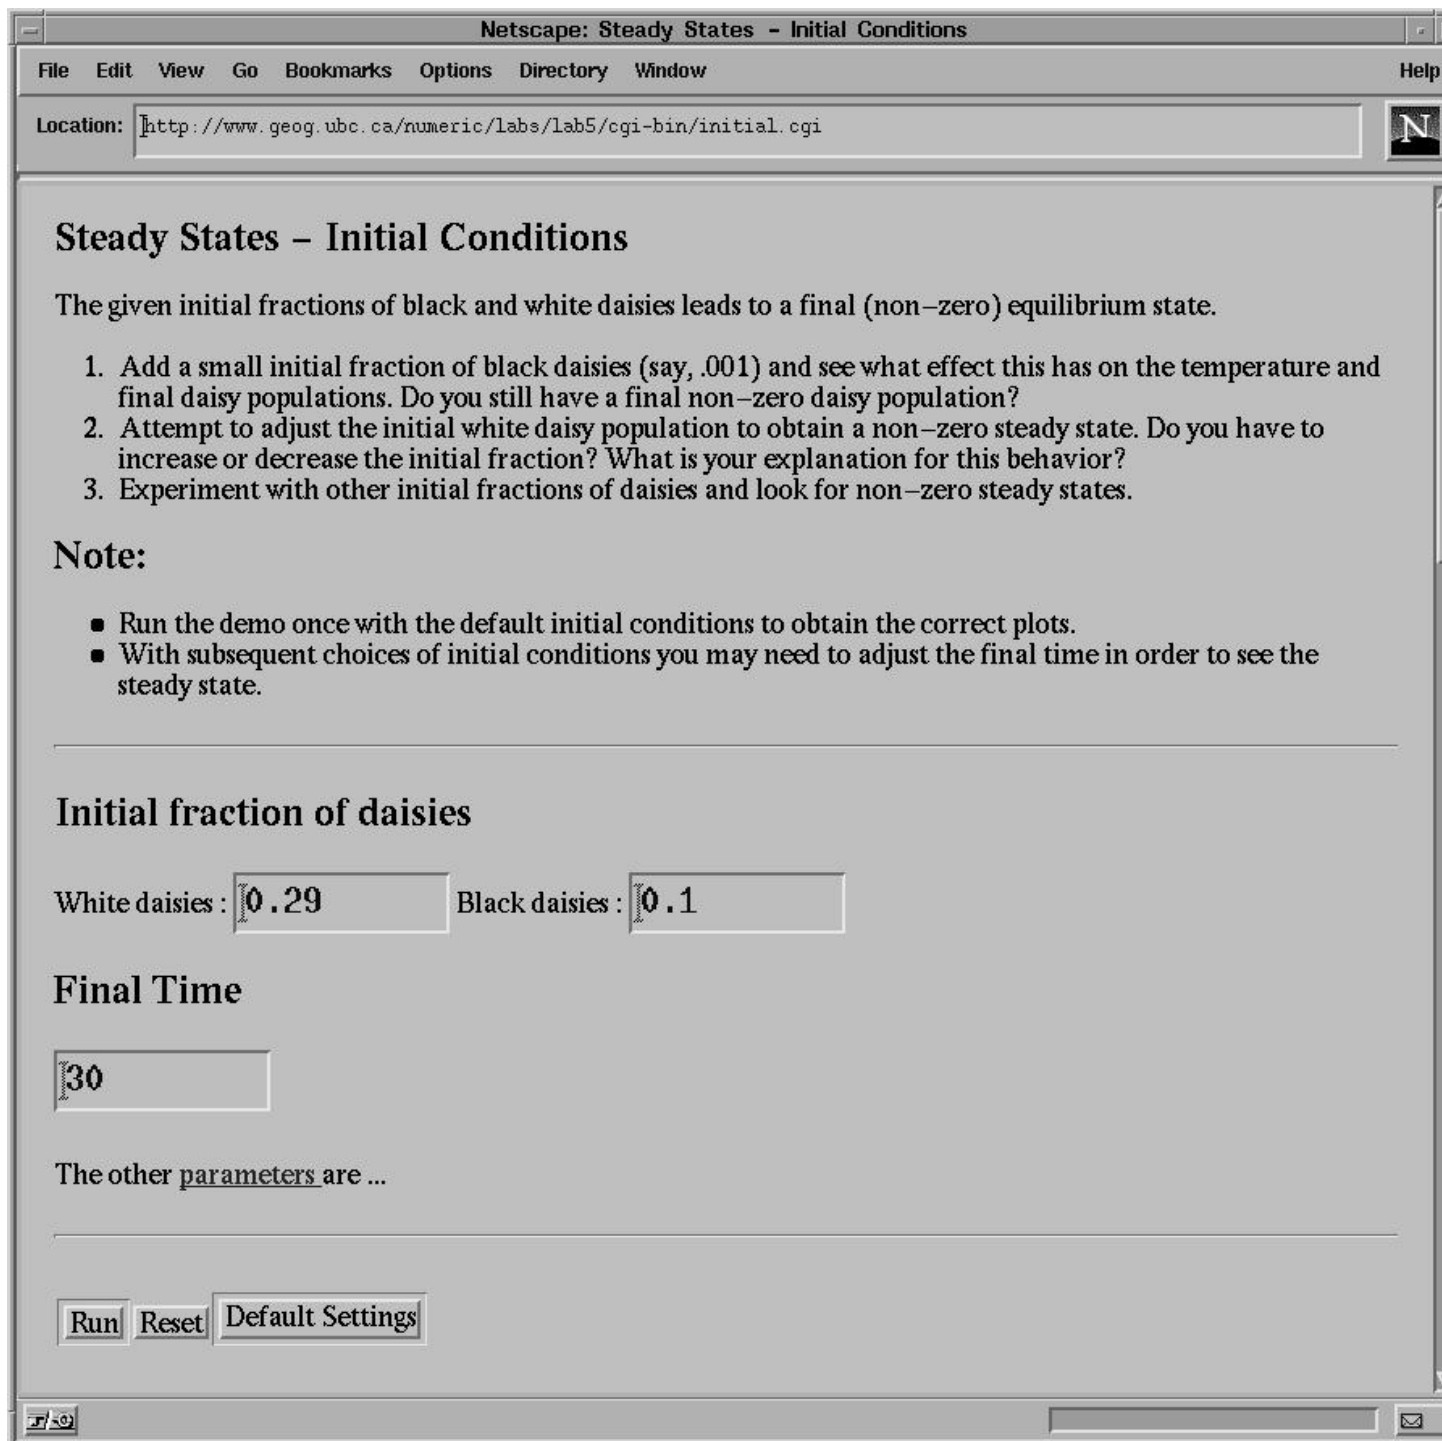 Netscape: Steady States – Initial Conditions
File Edit View Go Bookmarks Options Directory Window Help
Location: http://www.geog.ubc.ca/numeric/labs/lab5/cgi-bin/initial.cgi
N
Steady States – Initial Conditions
The given initial fractions of black and white daisies leads to a final (non–zero) equilibrium state.
1. Add a small initial fraction of black daisies (say, .001) and see what effect this has on the temperature and
final daisy populations. Do you still have a final non–zero daisy population?
2. Attempt to adjust the initial white daisy population to obtain a non–zero steady state. Do you have to
increase or decrease the initial fraction? What is your explanation for this behavior?
3. Experiment with other initial fractions of daisies and look for non–zero steady states.
Note:
Run the demo once with the default initial conditions to obtain the correct plots.
With subsequent choices of initial conditions you may need to adjust the final time in order to see the
steady state.
Initial fraction of daisies
White daisies : 0.29 Black daisies : 0.1
Final Time
30
The other parameters are ...
Run Reset Default Settings